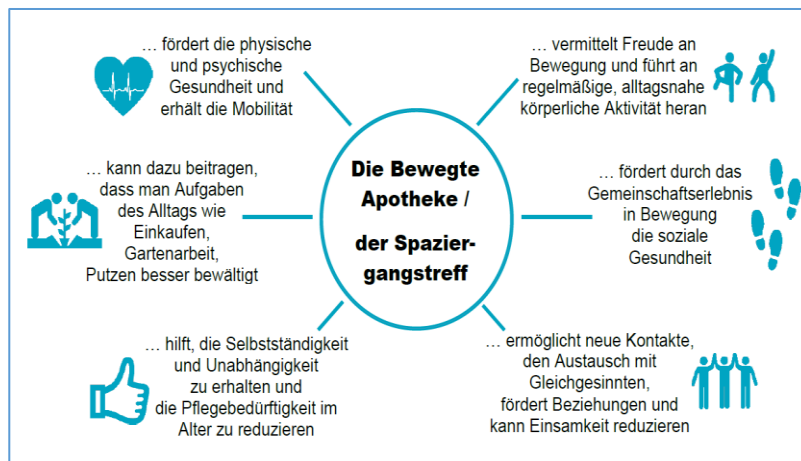 … fördert die physische
und psychische
Gesundheit und
erhält die Mobilität
… vermittelt Freude an
Bewegung und führt an
regelmäßige, alltagsnahe
körperliche Aktivität heran
… kann dazu beitragen,
dass man Aufgaben
des Alltags wie
Einkaufen,
Gartenarbeit,
Putzen besser bewältigt
Die Bewegte
Apotheke /
der Spazier-
gangstreff
… fördert durch das
Gemeinschaftserlebnis
in Bewegung
die soziale
Gesundheit
… hilft, die Selbstständigkeit
und Unabhängigkeit
zu erhalten und
die Pflegebedürftigkeit im
Alter zu reduzieren
… ermöglicht neue Kontakte,
den Austausch mit
Gleichgesinnten,
fördert Beziehungen und
kann Einsamkeit reduzieren